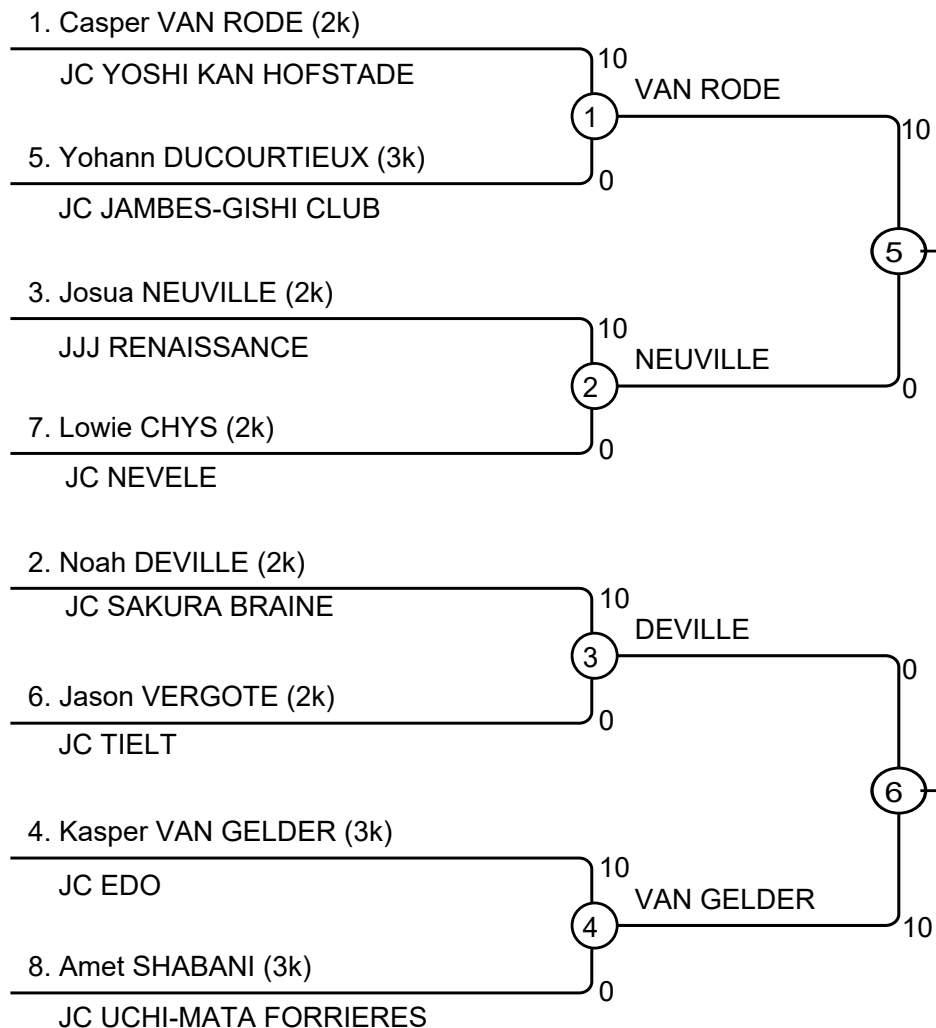 1. Casper VAN RODE (2k)
10
JC YOSHI KAN HOFSTADE
VAN RODE
1
10
5. Yohann DUCOURTIEUX (3k)
0
JC JAMBES-GISHI CLUB
5
3. Josua NEUVILLE (2k)
10
JJJ RENAISSANCE
NEUVILLE
2
0
7. Lowie CHYS (2k)
0
JC NEVELE
2. Noah DEVILLE (2k)
10
JC SAKURA BRAINE
DEVILLE
3
0
6. Jason VERGOTE (2k)
0
JC TIELT
6
4. Kasper VAN GELDER (3k)
10
JC EDO
VAN GELDER
4
10
8. Amet SHABANI (3k)
0
JC UCHI-MATA FORRIERES